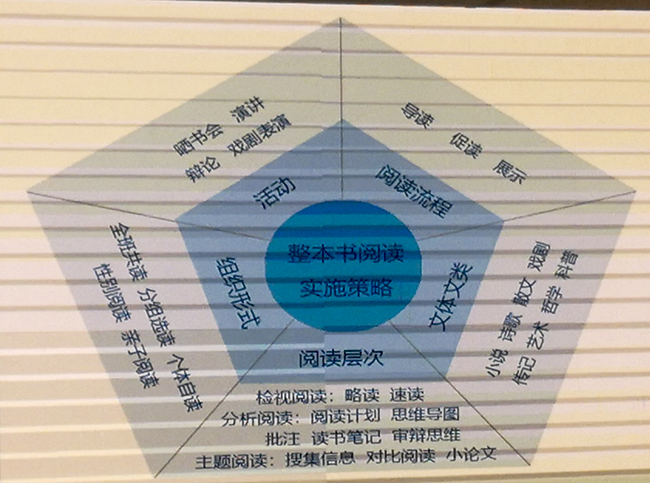 整本书阅读
实施策略
活动
晒书会 演讲
辩论 戏剧表演
阅读流程
导读 促读 展示
文体文类
小说 诗歌 散文 戏剧
传记 艺术 哲学 科普
阅读层次
检视阅读：略读 速读
分析阅读：阅读计划 思维导图
批注 读书笔记 审辩思维
主题阅读：搜集信息 对比阅读 小论文
组织形式
全班共读 分组选读 个体自读
性别阅读 亲子阅读